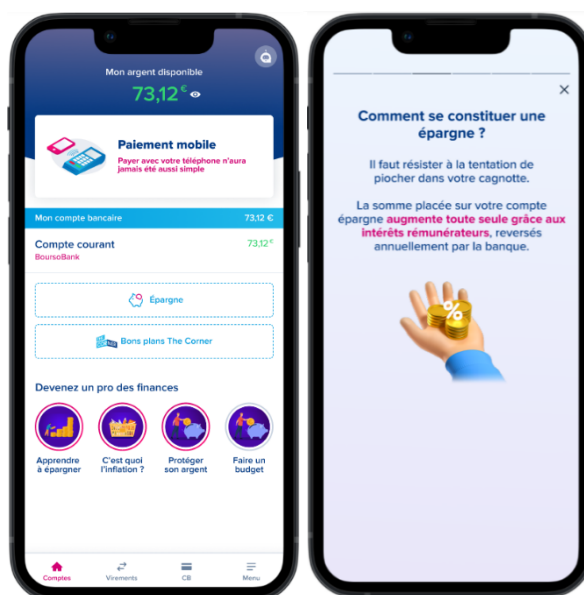 Mon argent disponible
73,12 €
Paiement mobile
Payer avec votre téléphone n'aura
jamais été aussi simple
Mon compte bancaire 73,12 €
Compte courant 73,12 €
BoursoBank
Épargne
Bons plans The Corner
Devenez un pro des finances
Apprendre
à épargner
C'est quoi
l'inflation ?
Protéger
son argent
Faire un
budget
Comptes
Virements
CB
Menu
Comment se constituer une
épargne ?
Il faut résister à la tentation de
piocher dans votre cagnotte.
La somme placée sur votre compte
épargne augmente toute seule grâce aux
intérêts rémunérateurs, reversés
annuellement par la banque.
%